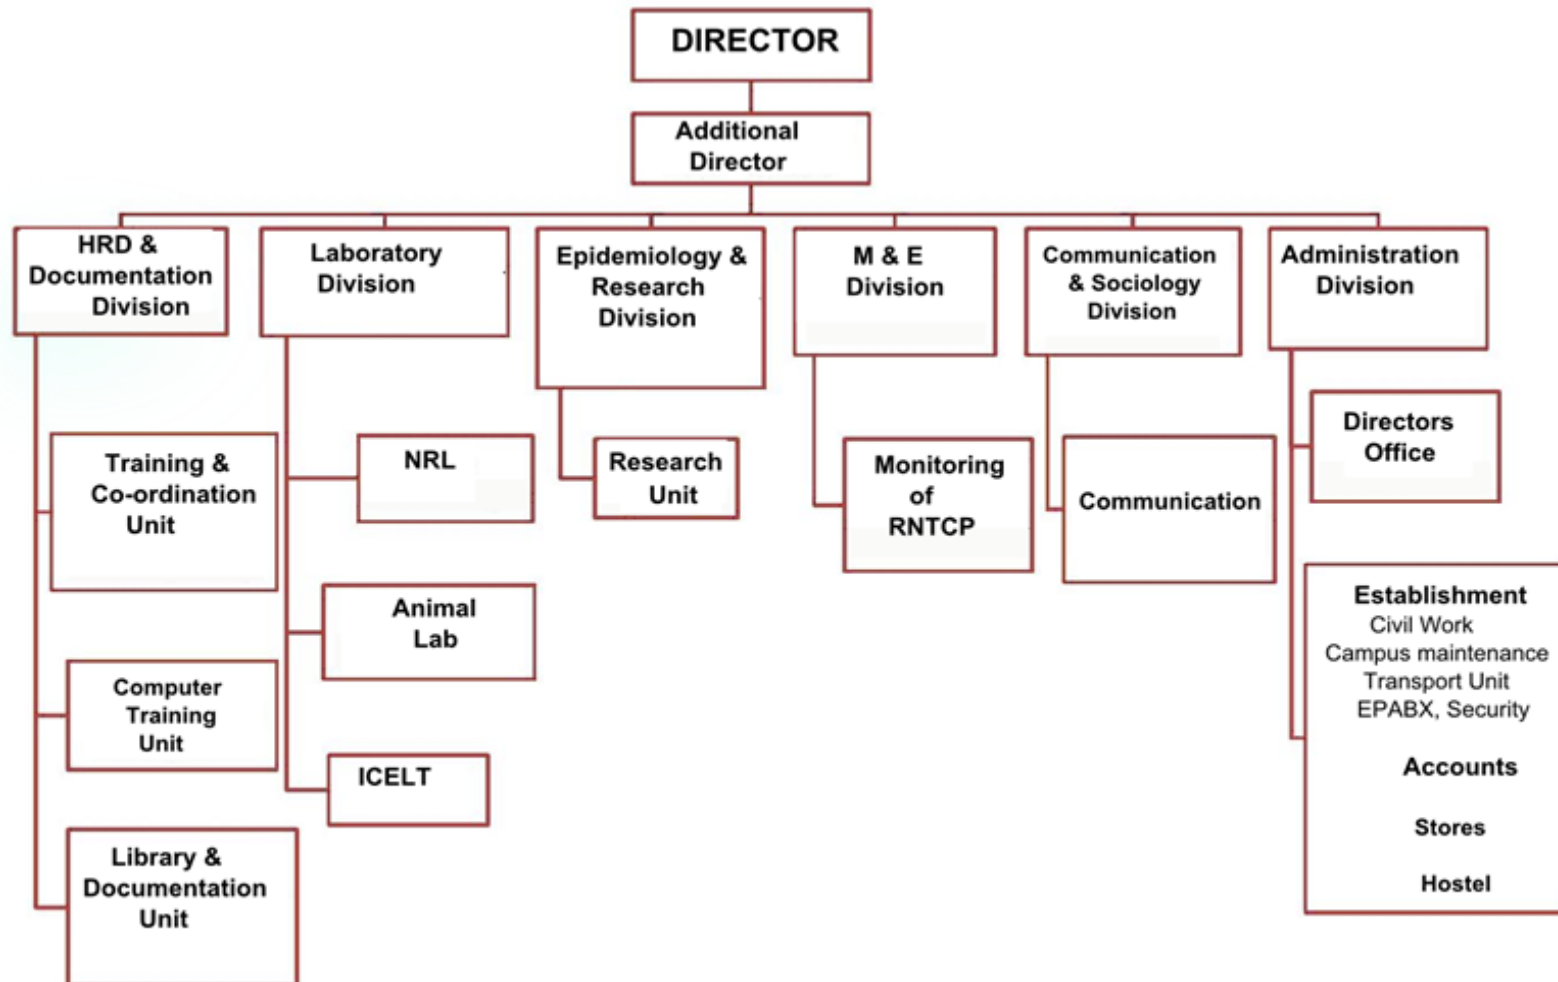 DIRECTOR
Additional
Director
HRD &
Documentation
Division
Laboratory
Division
Epidemiology &
Research
Division
M & E
Division
Communication
& Sociology
Division
Administration
Division
Training &
Co-ordination
Unit
Computer
Training
Unit
Library &
Documentation
Unit
NRL
Animal
Lab
ICELT
Research
Unit
Monitoring
of
RNTCP
Communication
Directors
Office
Establishment
Civil Work
Campus maintenance
Transport Unit
EPABX, Security
Accounts
Stores
Hostel